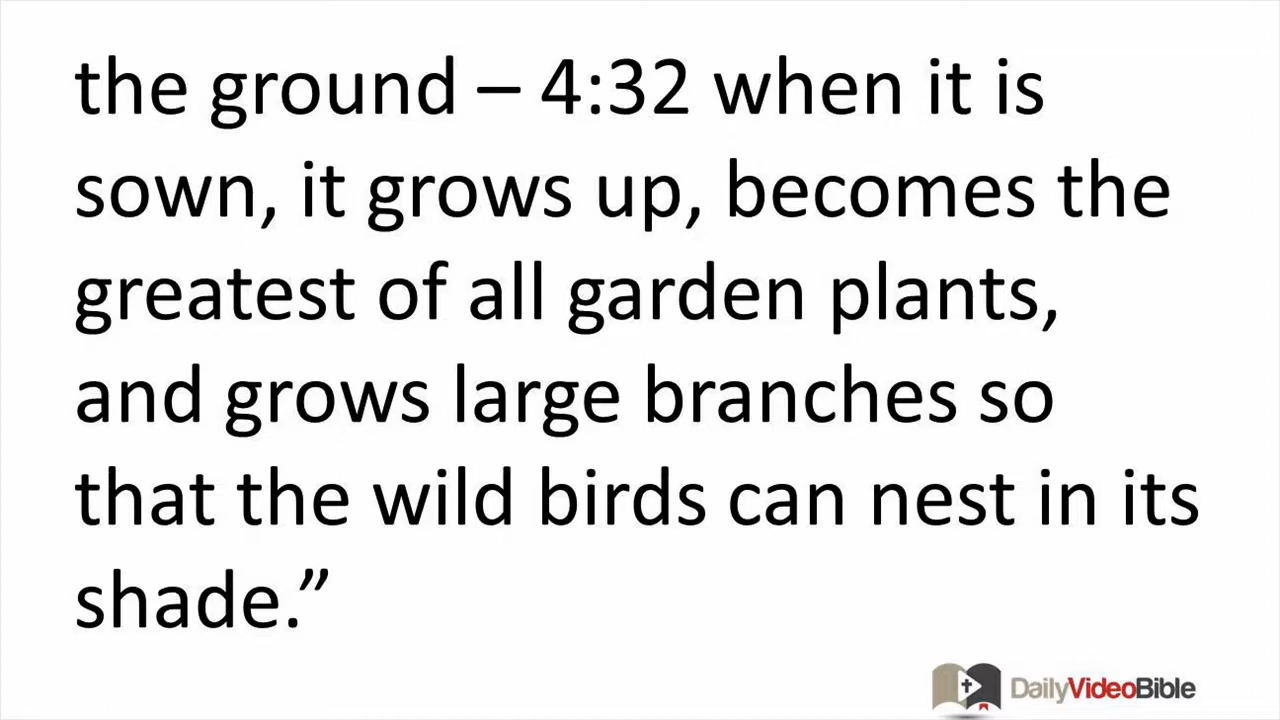 the ground – 4:32 when it is
sown, it grows up, becomes the
greatest of all garden plants,
and grows large branches so
that the wild birds can nest in its
shade.”
DailyVideoBible